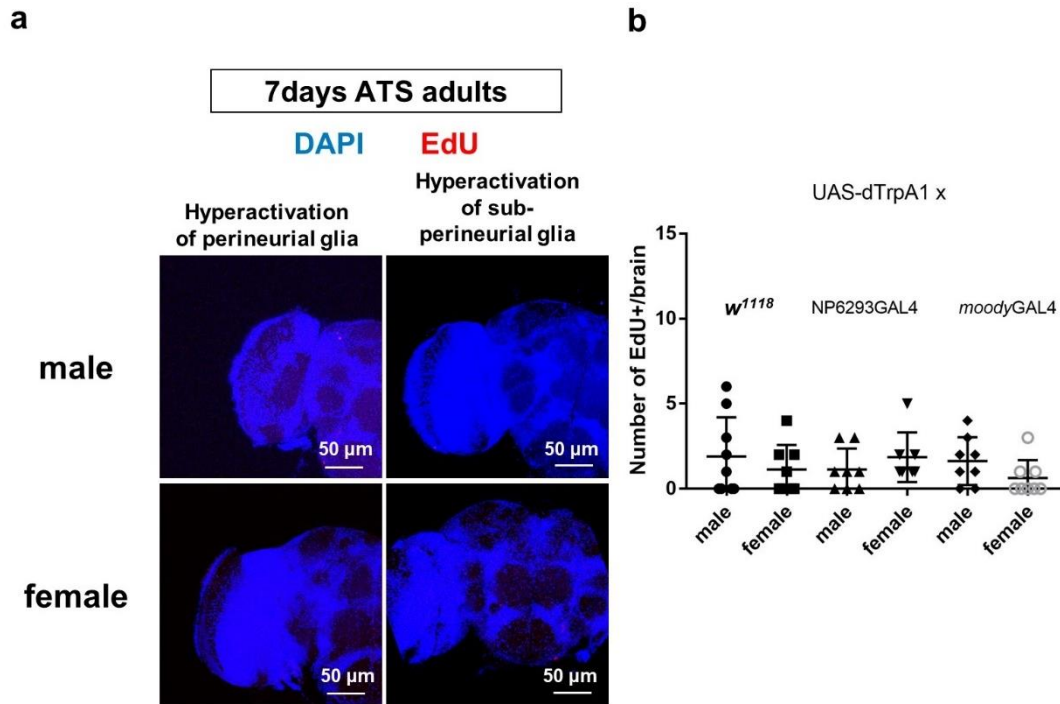 a
7days ATS adults
DAPI EdU
Hyperactivation
of perineurial glia
Hyperactivation
of sub-
perineurial glia
male
50 µm
50 µm
female
50 µm
50 µm
b
UAS-dTrpA1 x
w1118 NP6293GAL4 moodyGAL4
Number of EdU+/brain
15
10
5
0
male
female
male
female
male
female